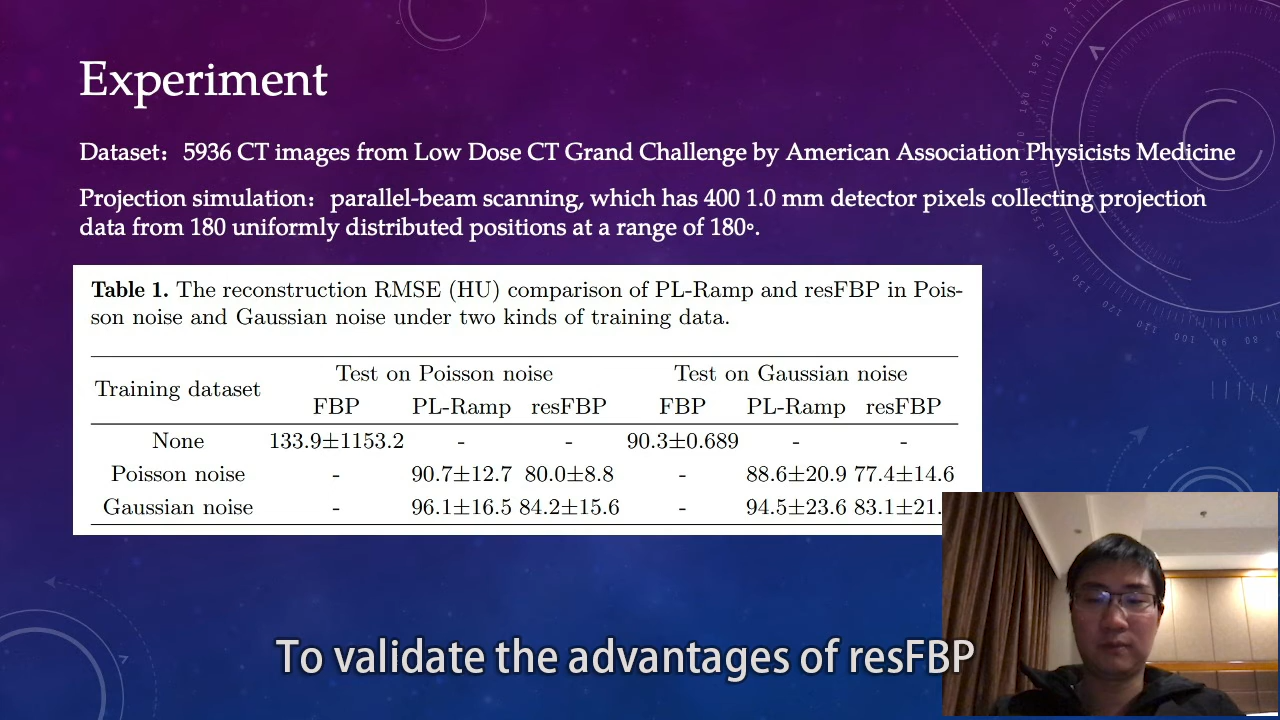 Experiment
Dataset：5936 CT images from Low Dose CT Grand Challenge by American Association Physicists Medicine
Projection simulation：parallel-beam scanning, which has 400 1.0 mm detector pixels collecting projection
data from 180 uniformly distributed positions at a range of 180°.
Table 1. The reconstruction RMSE (HU) comparison of PL-Ramp and resFBP in Pois-
son noise and Gaussian noise under two kinds of training data.
Training dataset Test on Poisson noise Test on Gaussian noise
FBP PL-Ramp resFBP FBP PL-Ramp resFBP
None 133.9±1153.2 - - 90.3±0.689 - -
Poisson noise - 90.7±12.7 80.0±8.8 - 88.6±20.9 77.4±14.6
Gaussian noise - 96.1±16.5 84.2±15.6 - 94.5±23.6 83.1±21.
To validate the advantages of resFBP